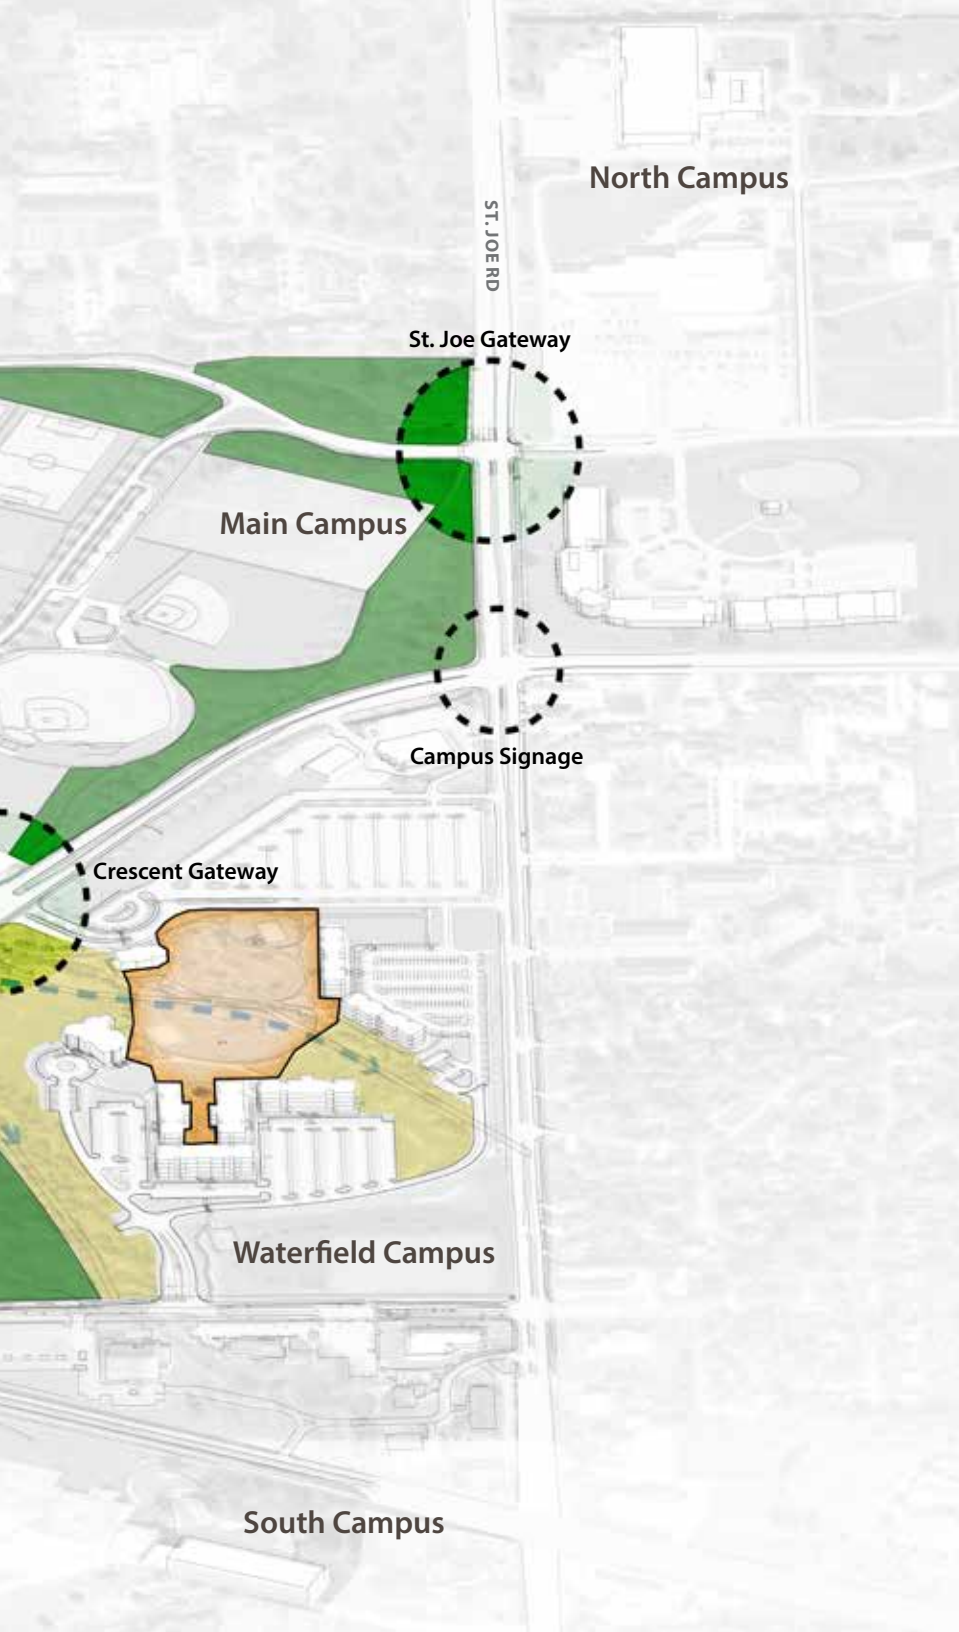 North Campus
ST. JOE RD
St. Joe Gateway
Main Campus
Campus Signage
Crescent Gateway
Waterfield Campus
South Campus